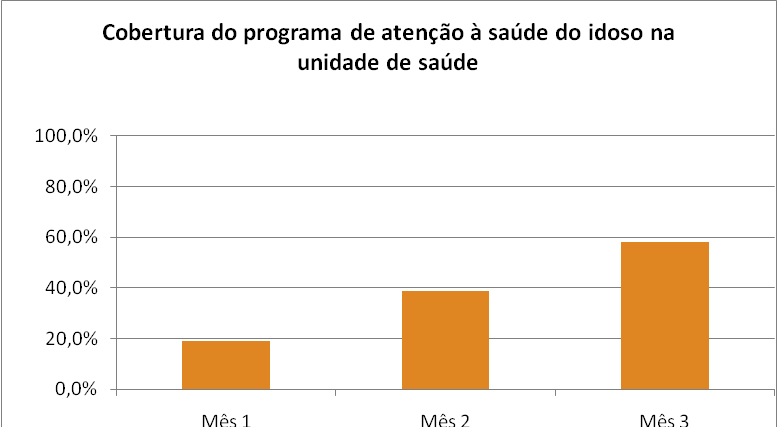 Cobertura do programa de atenção à saúde do idoso na
unidade de saúde
100,0%
80,0%
60,0%
40,0%
20,0%
0,0%
Mês 1
Mês 2
Mês 3